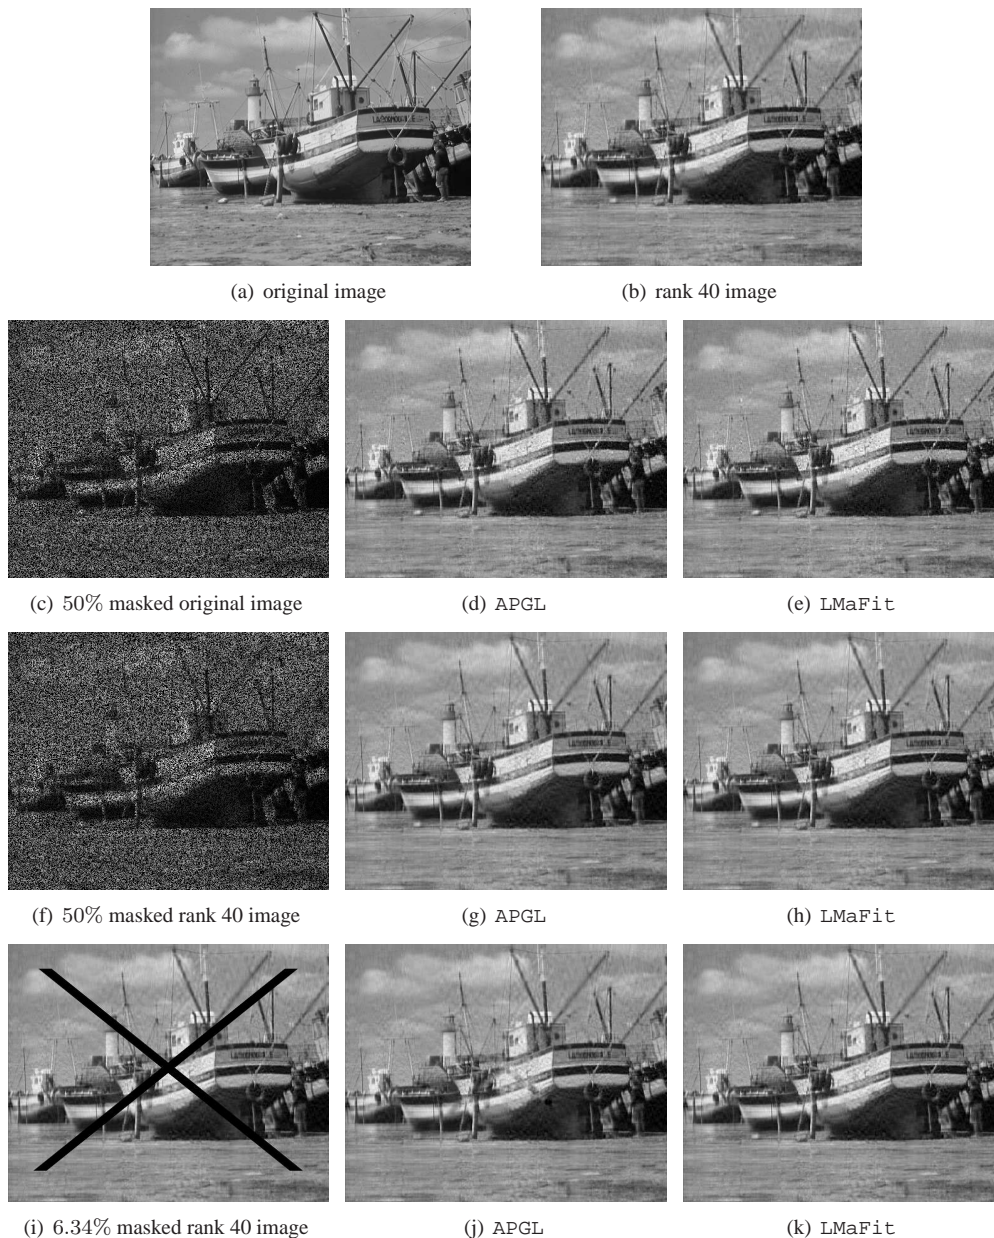 (a) original image
(b) rank 40 image
(c) 50% masked original image
(d) APGL
(e) LMaFit
(f) 50% masked rank 40 image
(g) APGL
(h) LMaFit
(i) 6.34% masked rank 40 image
(j) APGL
(k) LMaFit